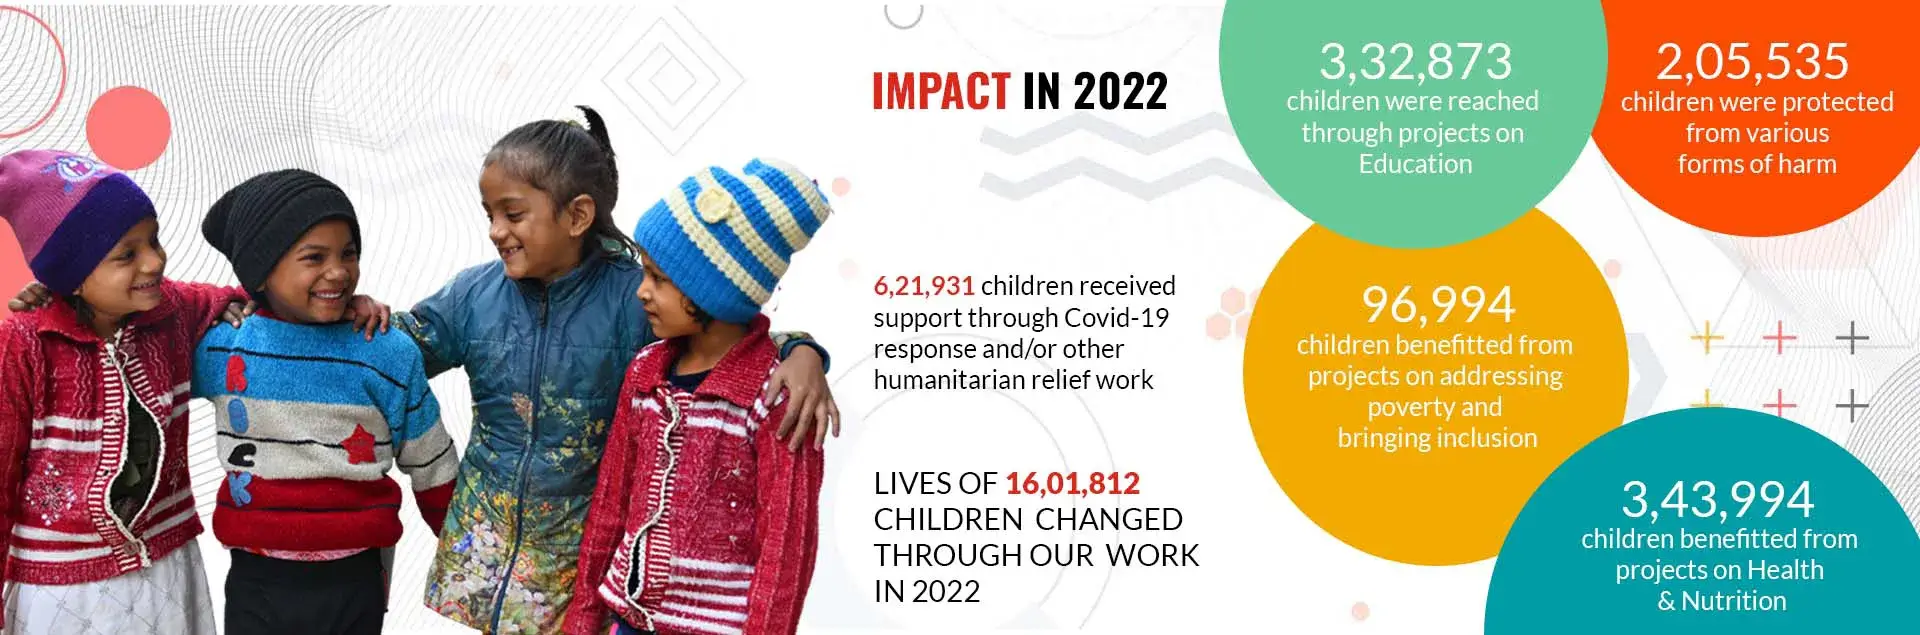 IMPACT IN 2022
6,21,931 children received
support through Covid-19
response and/or other
humanitarian relief work
LIVES OF 16,01,812
CHILDREN CHANGED
THROUGH OUR WORK
IN 2022
3,32,873
children were reached
through projects on
Education
2,05,535
children were protected
from various
forms of harm
96,994
children benefitted from
projects on addressing
poverty and
bringing inclusion
3,43,994
children benefitted from
projects on Health
& Nutrition
R
O
C
K